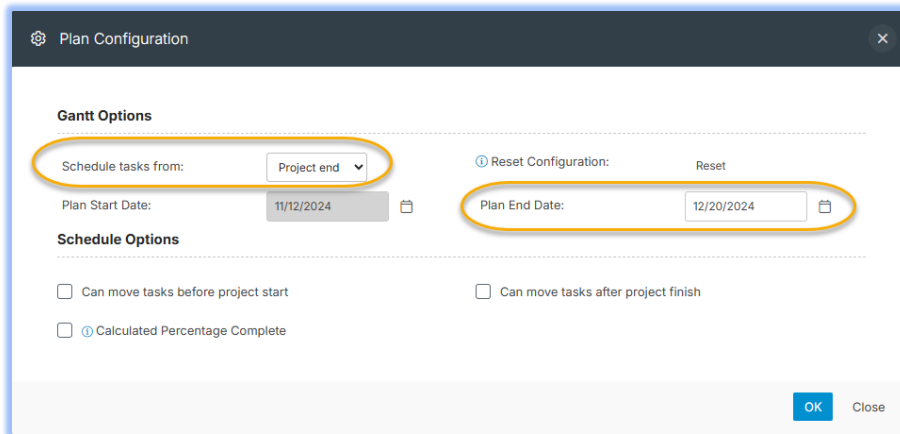 Plan Configuration
Gantt Options
Schedule tasks from: Project end Reset Configuration: Reset
Plan Start Date: 11/12/2024 Plan End Date: 12/20/2024
Schedule Options
Can move tasks before project start Can move tasks after project finish
Calculated Percentage Complete
OK Close